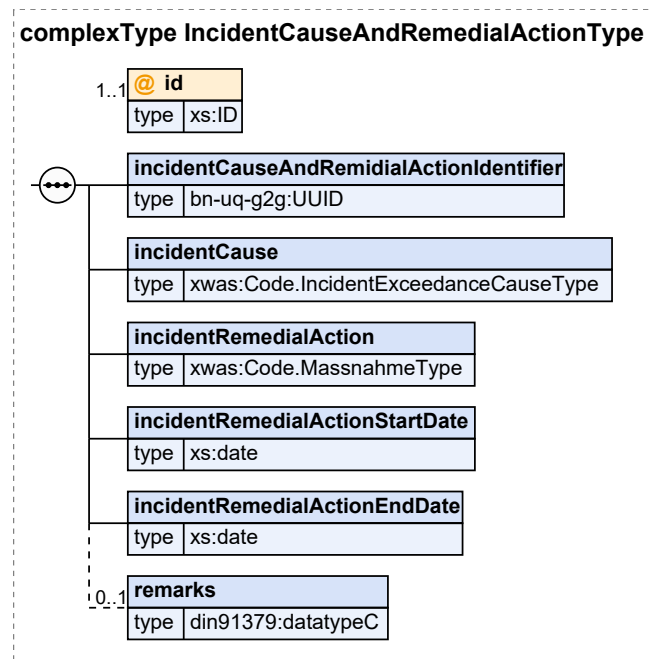 complexType IncidentCauseAndRemedialActionType
1..1 @ id
type xs:ID
incidentCauseAndRemidialActionIdentifier
type bn-uq-g2g:UUID
incidentCause
type xwas:Code.IncidentExceedanceCauseType
incidentRemedialAction
type xwas:Code.MassnahmeType
incidentRemedialActionStartDate
type xs:date
incidentRemedialActionEndDate
type xs:date
0..1 remarks
type din91379:datatypeC